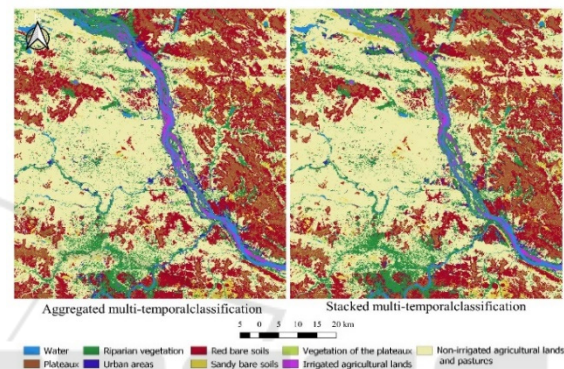 Aggregated multi-temporalclassification
Stacked multi-temporalclassification
5 0 5 10 15 20 km
Water
Riparian vegetation
Red bare soils
Vegetation of the plateaux
Non-irrigated agricultural lands and pastures
Plateaux
Urban areas
Sandy bare soils
Irrigated agricultural lands